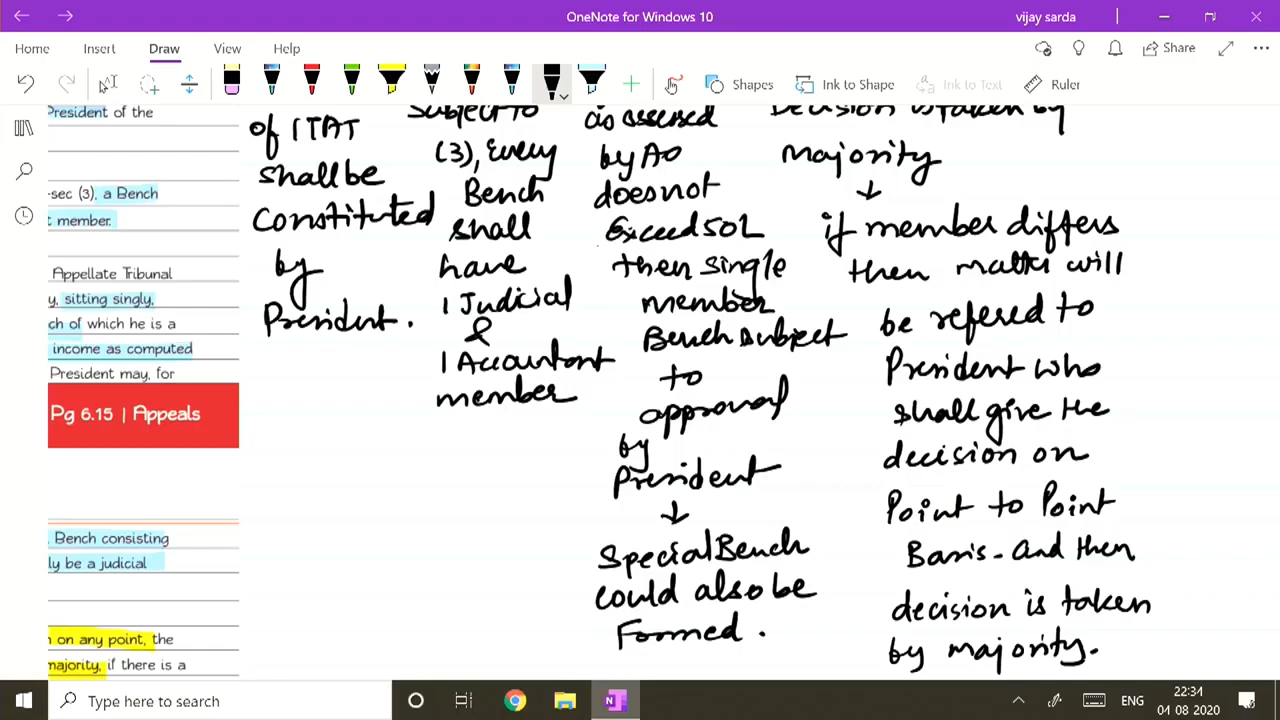 OneNote for Windows 10
vijay sarda
Home
Insert
Draw
View
Help
Share
Shapes
Ink to Shape
Ink to Text
Ruler
President of the
-sec (3), a Bench
t member.
Appellate Tribunal
y, sitting singly,
ch of which he is a
income as computed
President may, for
Pg 6.15 | Appeals
Bench consisting
ly be a judicial
n on any point, the
majority, if there is a
of ITAT
shall be
Constituted
by
President.
Subject to
(3), Every
Bench
shall
have
1 Judicial
&
1 Accountant
member
as assessed
by AO
does not
Exceed 50L
then single
member
Bench subject
to
approval
by
President
↓
Special Bench
could also be
Formed.
Decision is taken by
Majority
↓
if member differs
then matter will
be refered to
President who
shall give the
decision on
Point to Point
Basis - And then
decision is taken
by majority.
Type here to search
ENG
22:34
04-08-2020